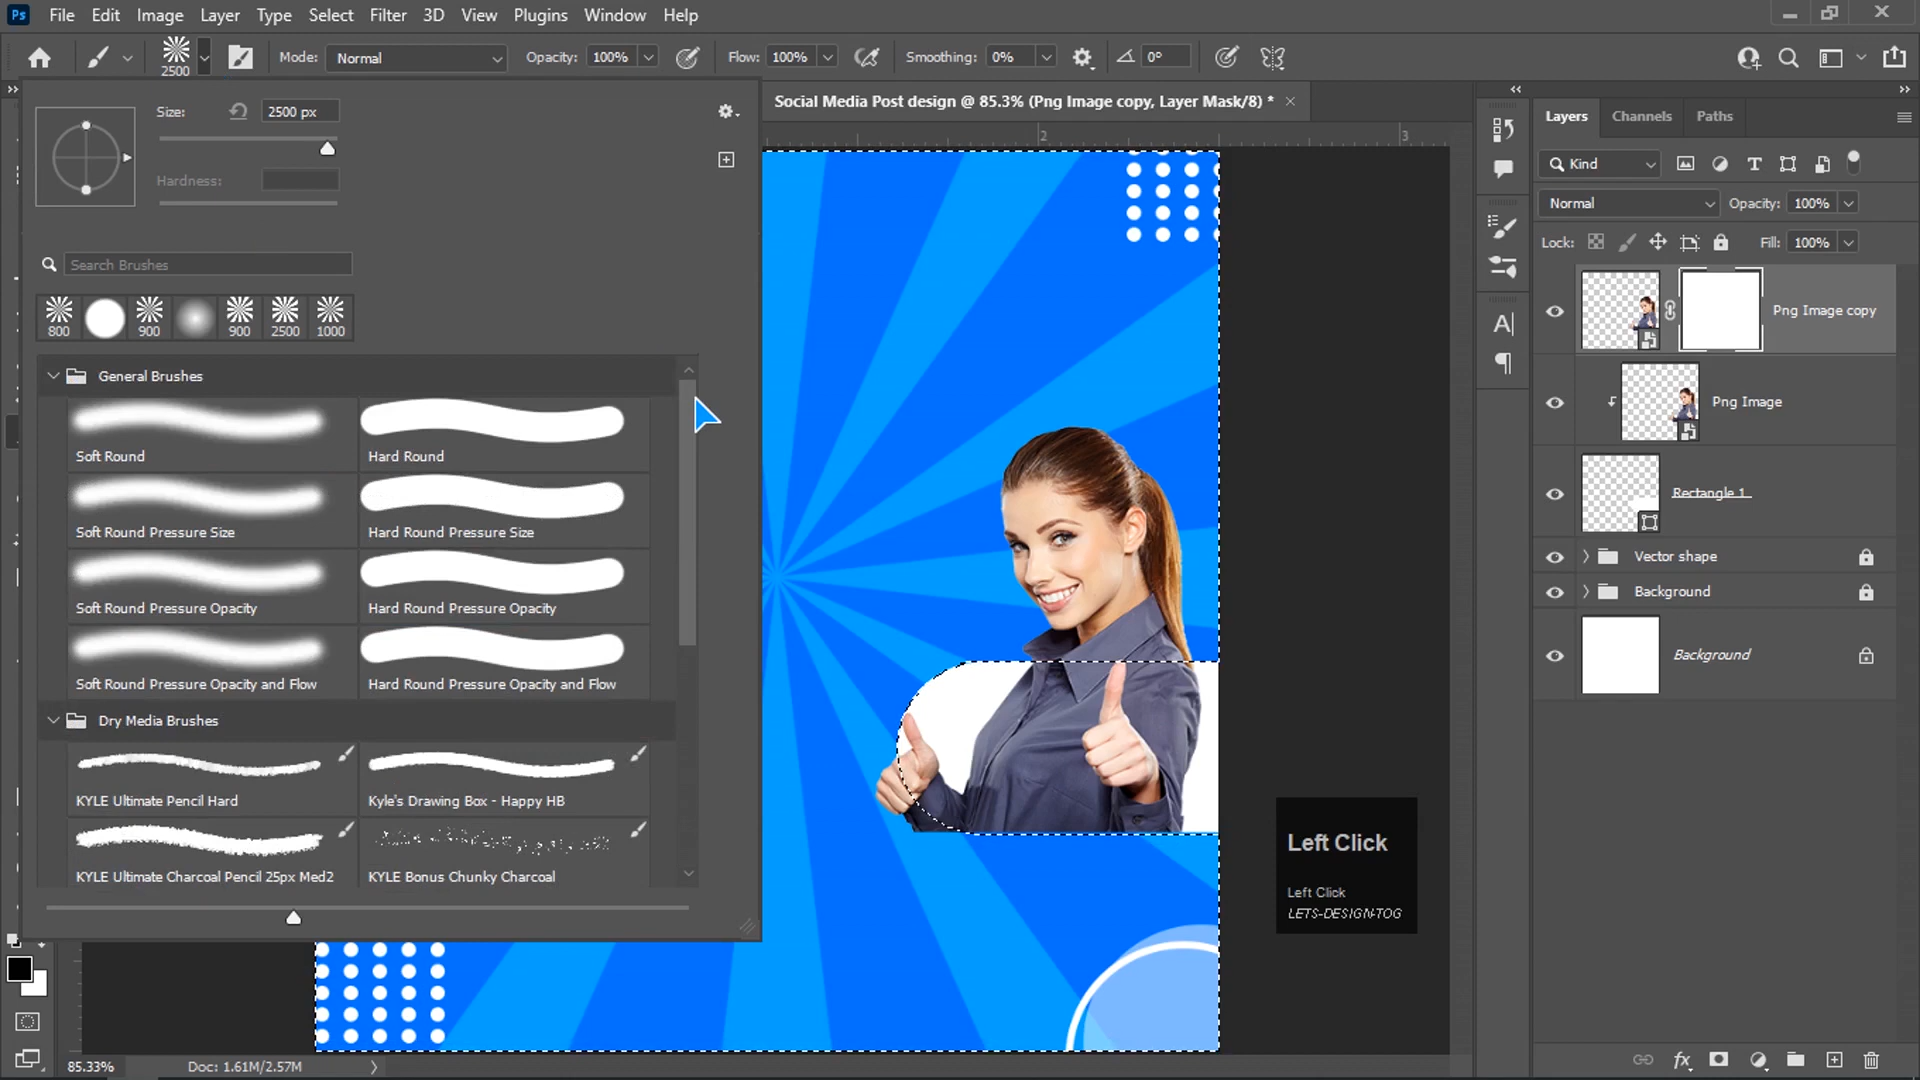 Ps File Edit Image Layer Type Select Filter 3D View Plugins Window Help
2500 Mode: Normal Opacity: 100% Flow: 100% Smoothing: 0% 0°
Size: 2500 px
Hardness:
Search Brushes
800 900 900 2500 1000
General Brushes
Soft Round Hard Round
Soft Round Pressure Size Hard Round Pressure Size
Soft Round Pressure Opacity Hard Round Pressure Opacity
Soft Round Pressure Opacity and Flow Hard Round Pressure Opacity and Flow
Dry Media Brushes
KYLE Ultimate Pencil Hard Kyle's Drawing Box - Happy HB
KYLE Ultimate Charcoal Pencil 25px Med2 KYLE Bonus Chunky Charcoal
Social Media Post design @ 85.3% (Png Image copy, Layer Mask/8) *
2 3
Left Click
Left Click
LETS-DESIGN-TOG
Layers Channels Paths
Kind
Normal Opacity: 100%
Lock: Fill: 100%
Png Image copy
Png Image
Rectangle 1
Vector shape
Background
Background
85.33% Doc: 1.61M/2.57M